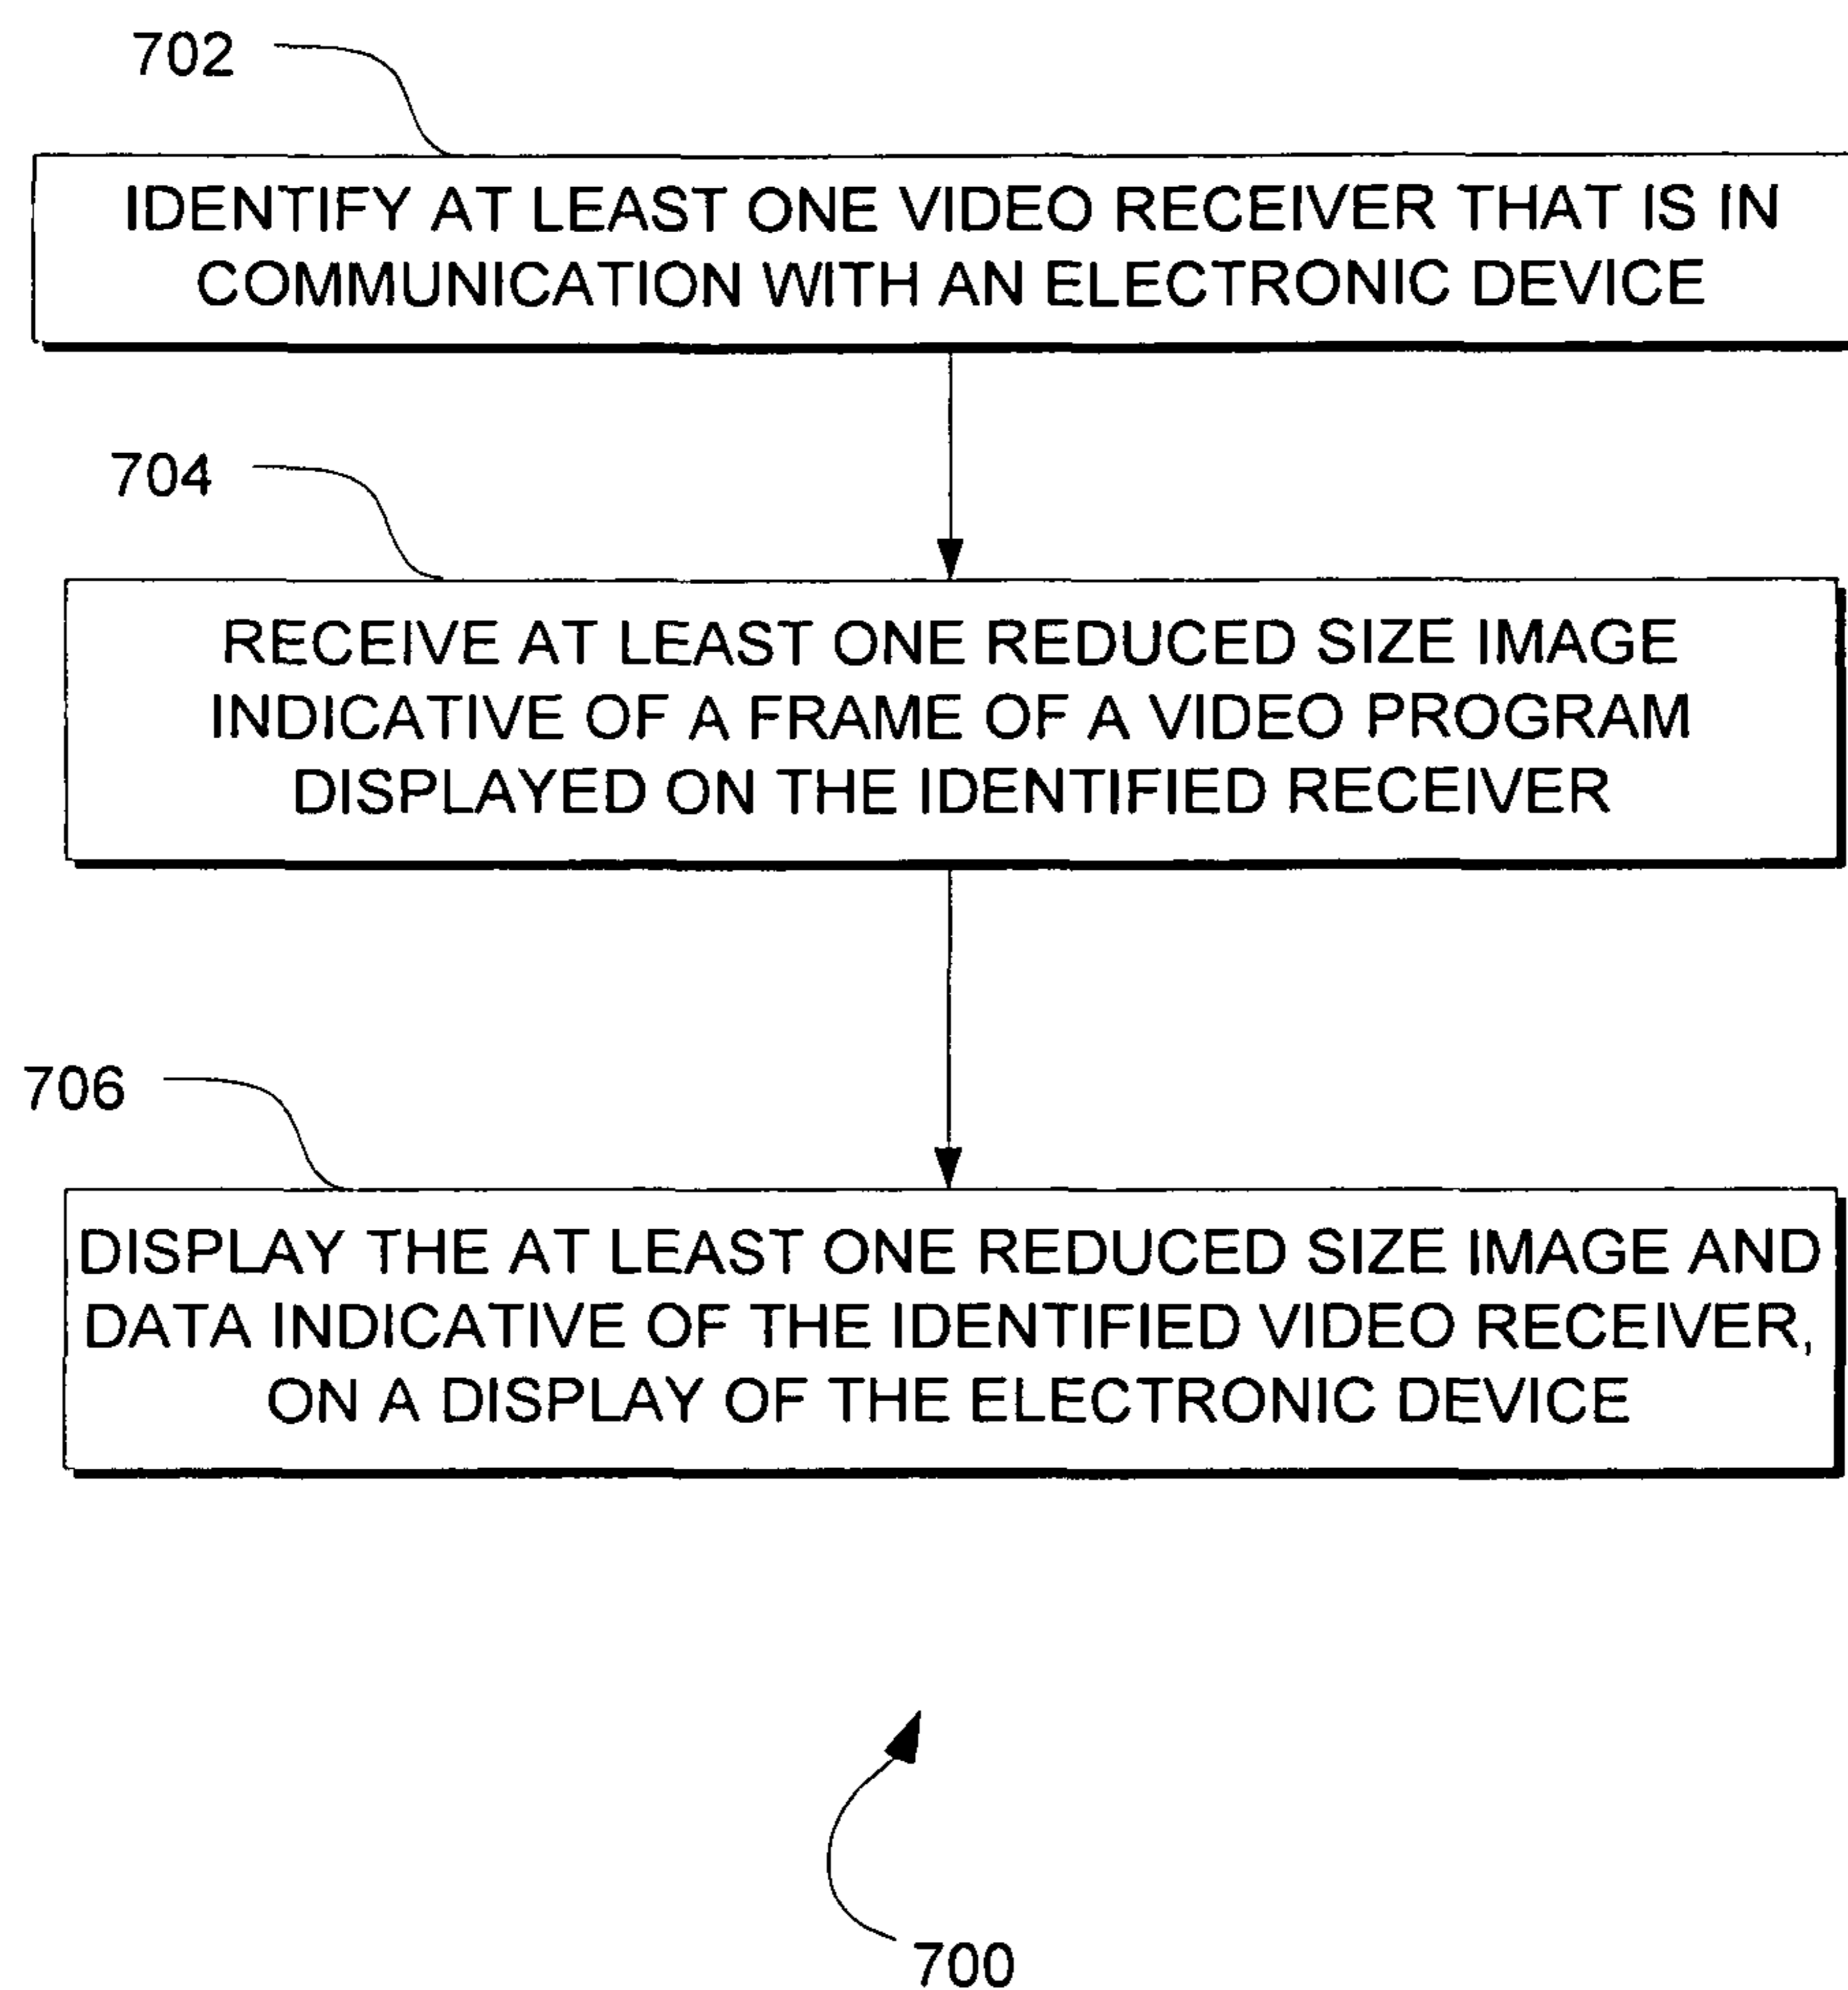 702
IDENTIFY AT LEAST ONE VIDEO RECEIVER THAT IS IN
COMMUNICATION WITH AN ELECTRONIC DEVICE
704
RECEIVE AT LEAST ONE REDUCED SIZE IMAGE
INDICATIVE OF A FRAME OF A VIDEO PROGRAM
DISPLAYED ON THE IDENTIFIED RECEIVER
706
DISPLAY THE AT LEAST ONE REDUCED SIZE IMAGE AND
DATA INDICATIVE OF THE IDENTIFIED VIDEO RECEIVER,
ON A DISPLAY OF THE ELECTRONIC DEVICE
700